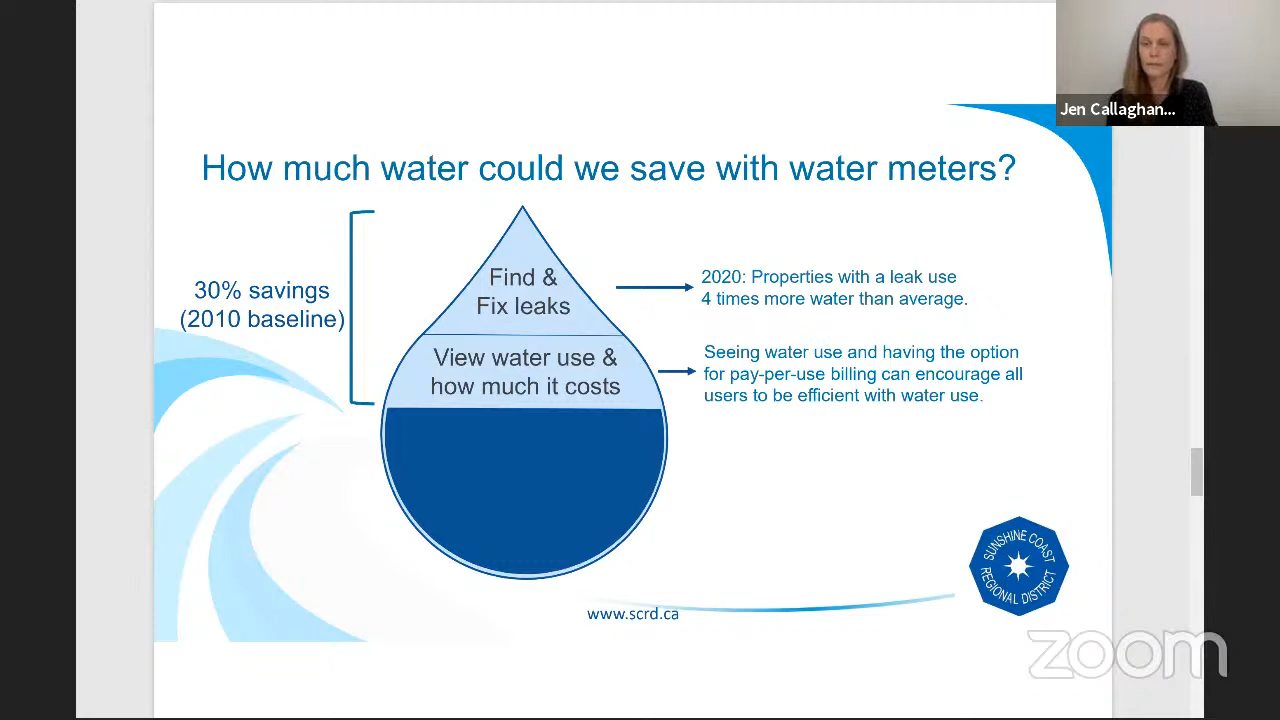 Jen Callaghan...
How much water could we save with water meters?
30% savings
(2010 baseline)
Find &
Fix leaks
2020: Properties with a leak use
4 times more water than average.
View water use &
how much it costs
Seeing water use and having the option
for pay-per-use billing can encourage all
users to be efficient with water use.
SUNSHINE COAST
REGIONAL DISTRICT
www.scrd.ca
zoom